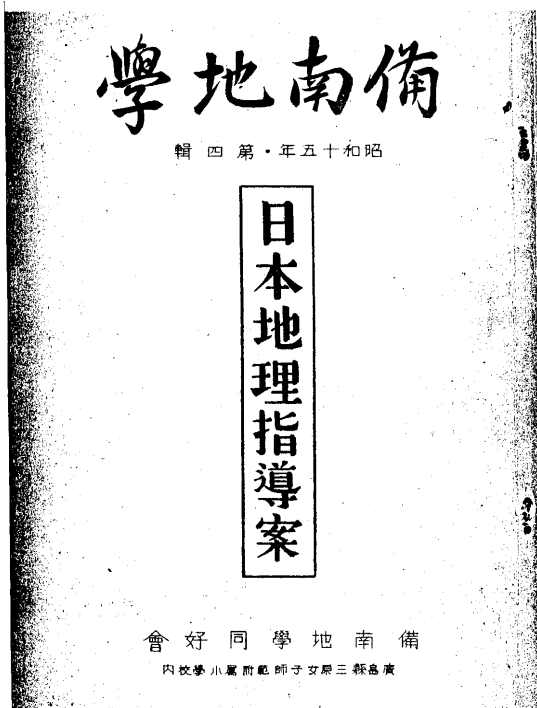 備南地學
昭和十五年・第四輯
日本地理指導案
備南地學同好會
廣島縣三原女子師範附属小學校内